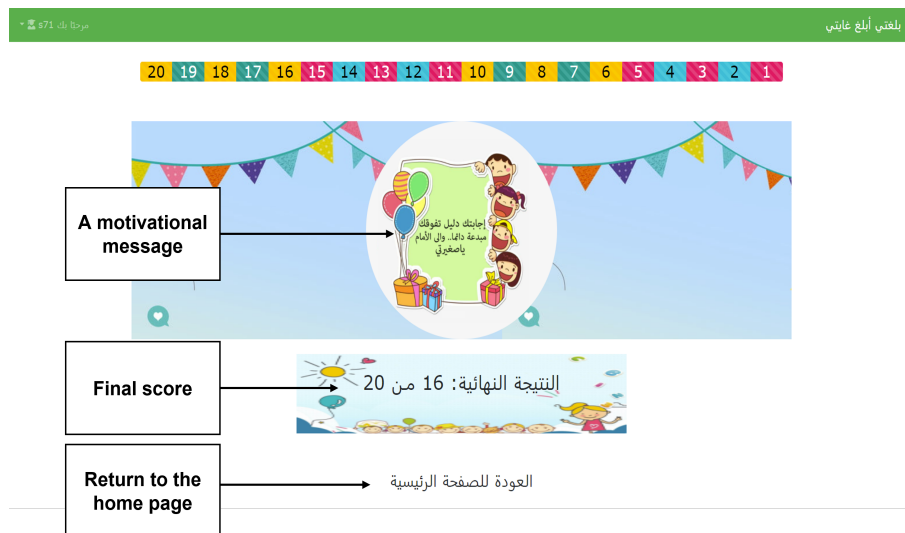 بلغتي أبلغ غايتي
مرحبًا بك s71
1 2 3 4 5 6 7 8 9 10 11 12 13 14 15 16 17 18 19 20
A motivational
message
إجابتك دليل تفوقك
مبدعة دائما.. والى الأمام
ياصغيرتي
Final score
النتيجة النهائية: 16 من 20
Return to the
home page
العودة للصفحة الرئيسية